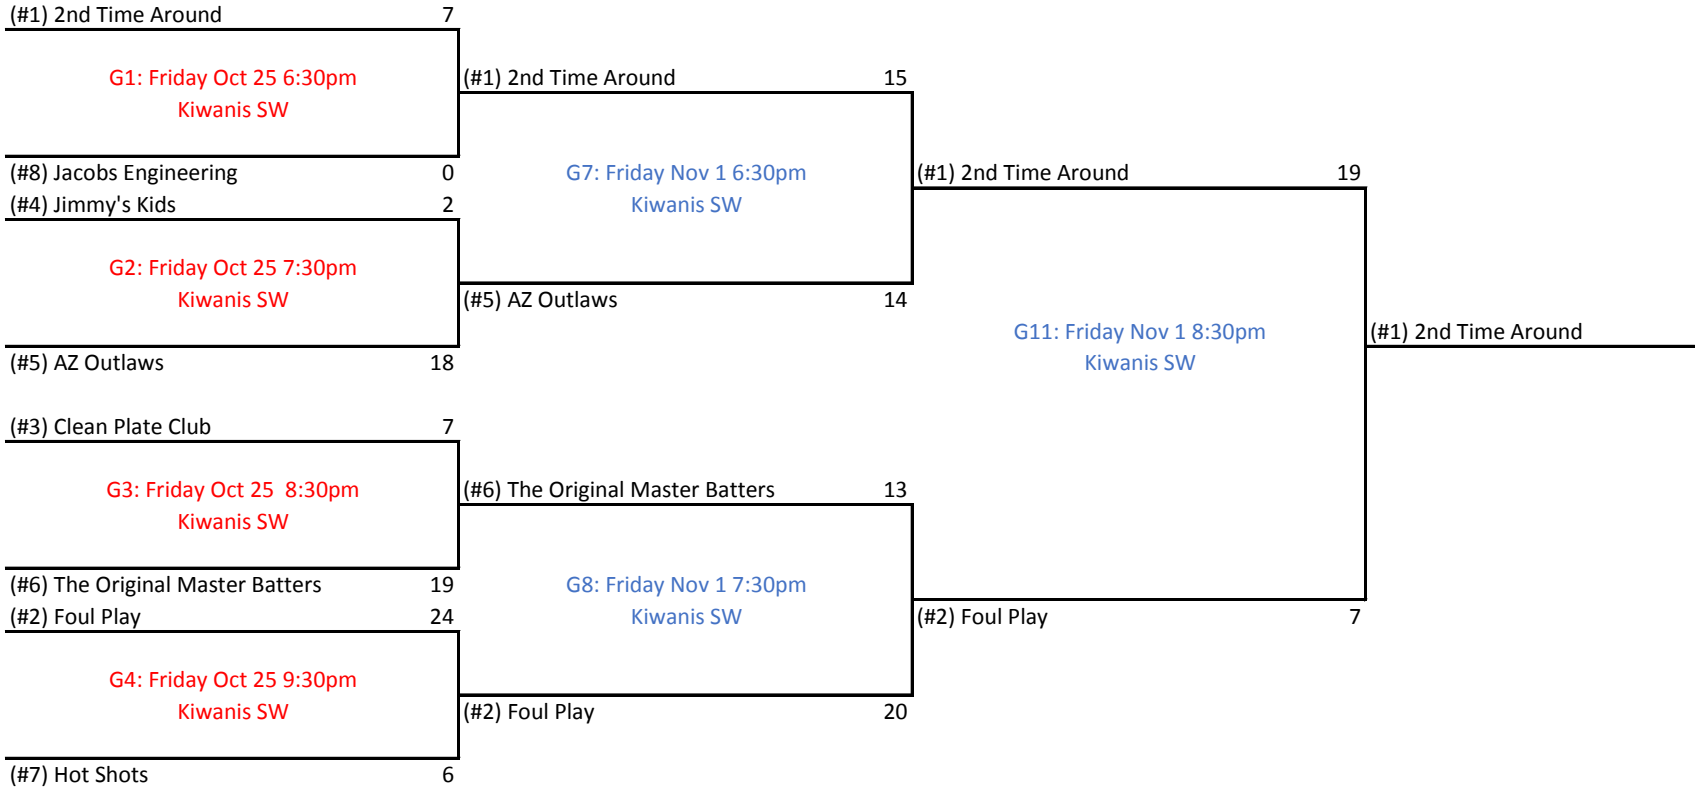 (#1) 2nd Time Around 7
G1: Friday Oct 25 6:30pm
Kiwanis SW
(#8) Jacobs Engineering 0
(#4) Jimmy's Kids 2
G2: Friday Oct 25 7:30pm
Kiwanis SW
(#5) AZ Outlaws 18
(#3) Clean Plate Club 7
G3: Friday Oct 25  8:30pm
Kiwanis SW
(#6) The Original Master Batters 19
(#2) Foul Play 24
G4: Friday Oct 25 9:30pm
Kiwanis SW
(#7) Hot Shots 6
(#1) 2nd Time Around 15
G7: Friday Nov 1 6:30pm
Kiwanis SW
(#5) AZ Outlaws 14
(#6) The Original Master Batters 13
G8: Friday Nov 1 7:30pm
Kiwanis SW
(#2) Foul Play 20
(#1) 2nd Time Around 19
G11: Friday Nov 1 8:30pm
Kiwanis SW
(#2) Foul Play 7
(#1) 2nd Time Around